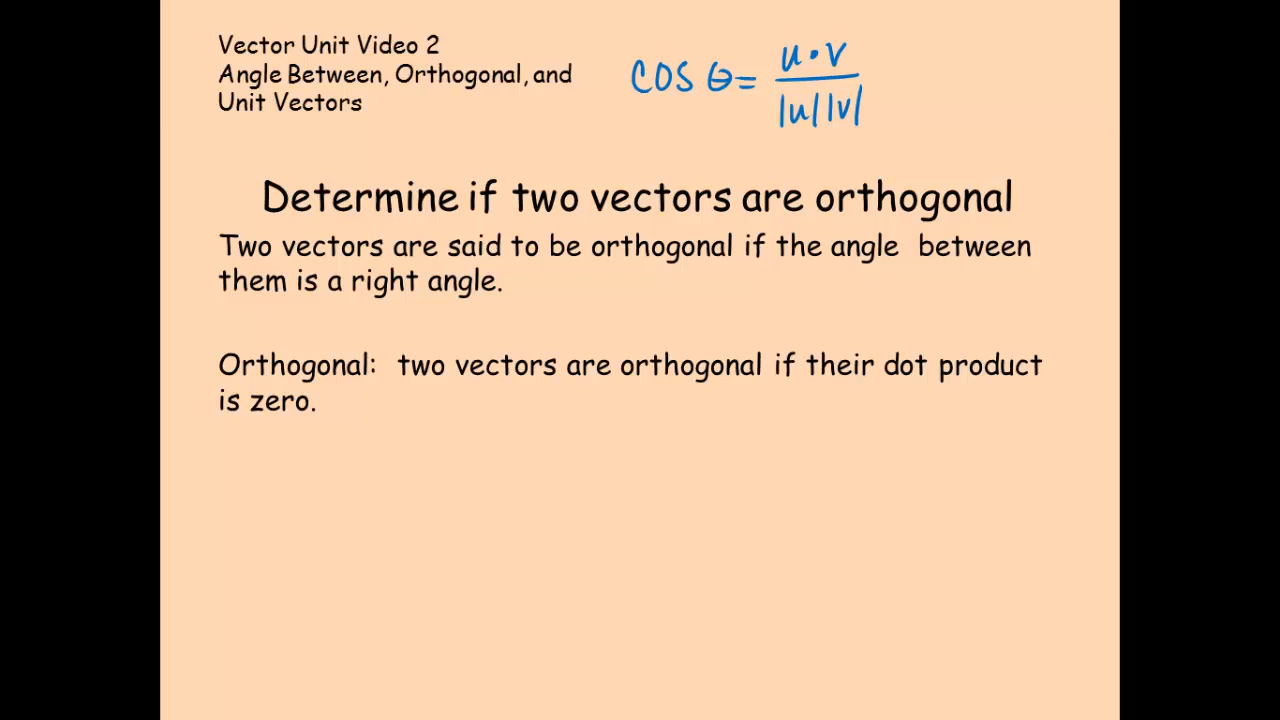 Vector Unit Video 2
Angle Between, Orthogonal, and
Unit Vectors
cos θ = u·v / |u||v|
Determine if two vectors are orthogonal
Two vectors are said to be orthogonal if the angle between
them is a right angle.
Orthogonal: two vectors are orthogonal if their dot product
is zero.